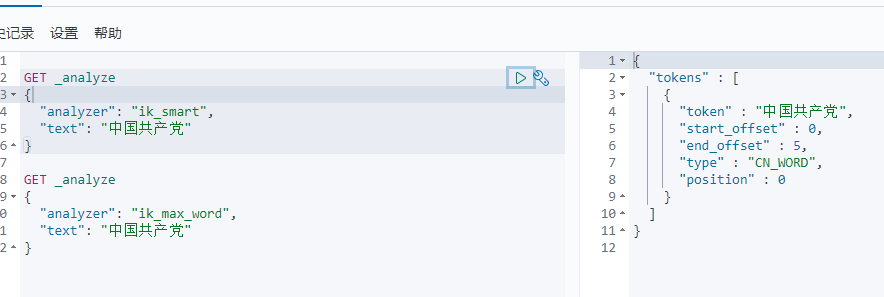 史记录 设置 帮助
1
2 GET _analyze
3 {
4 "analyzer": "ik_smart",
5 "text": "中国共产党"
6 }
7
8 GET _analyze
9 {
0 "analyzer": "ik_max_word",
1 "text": "中国共产党"
2 }
1 {
2 "tokens" : [
3 {
4 "token" : "中国共产党",
5 "start_offset" : 0,
6 "end_offset" : 5,
7 "type" : "CN_WORD",
8 "position" : 0
9 }
10 ]
11 }
12